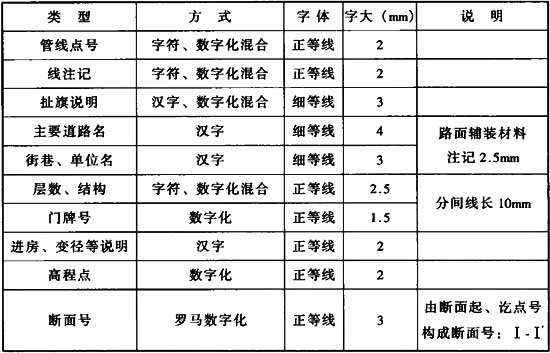 类 型 方 式 字 体 字大（mm） 说 明
管线点号 字符、数字化混合 正等线 2
线注记 字符、数字化混合 正等线 2
扯旗说明 汉字、数字化混合 细等线 3
主要道路名 汉字 细等线 4 路面辅装材料
街巷、单位名 汉字 细等线 3 注记 2.5mm
层数、结构 字符、数字化混合 正等线 2.5 分间线长 10mm
门牌号 数字化 正等线 1.5
进房、变径等说明 汉字 正等线 2
高程点 数字化 正等线 2
断面号 罗马数字化 正等线 3 由断面起、讫点号
构成断面号：Ⅰ-Ⅰ'